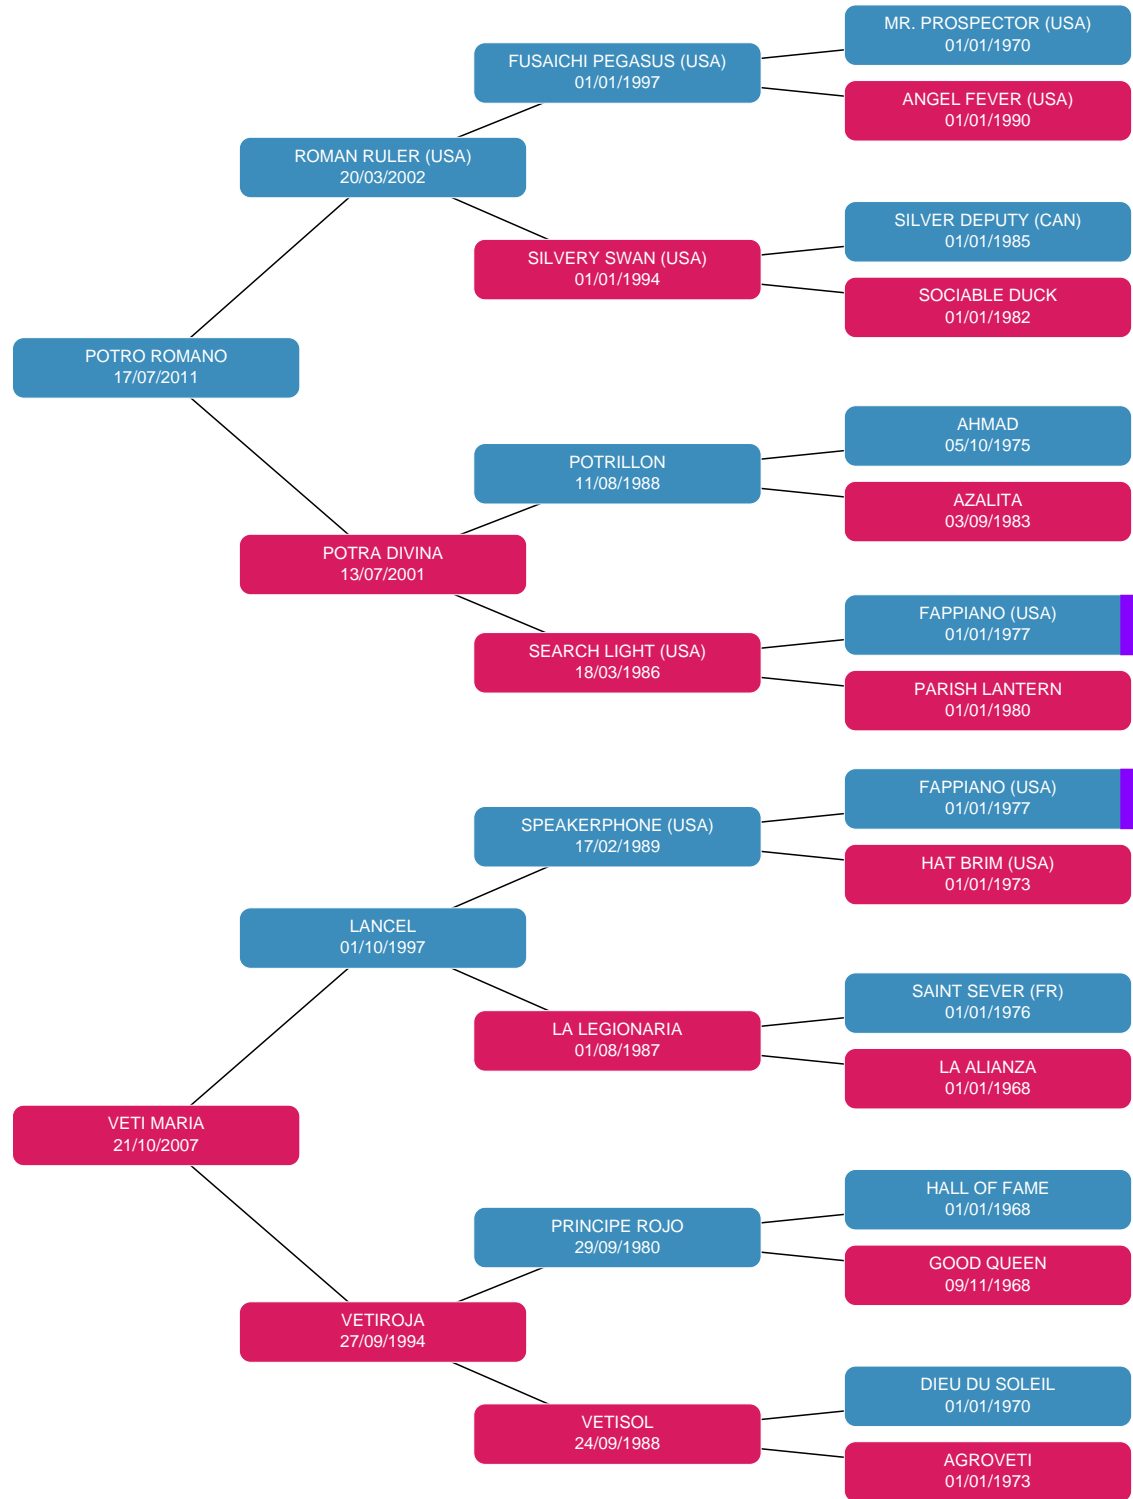 MR. PROSPECTOR (USA)
01/01/1970
FUSAICHI PEGASUS (USA)
01/01/1997
ANGEL FEVER (USA)
01/01/1990
ROMAN RULER (USA)
20/03/2002
SILVER DEPUTY (CAN)
01/01/1985
SILVERY SWAN (USA)
01/01/1994
SOCIABLE DUCK
01/01/1982
POTRO ROMANO
17/07/2011
AHMAD
05/10/1975
POTRILLON
11/08/1988
AZALITA
03/09/1983
POTRA DIVINA
13/07/2001
FAPPIANO (USA)
01/01/1977
SEARCH LIGHT (USA)
18/03/1986
PARISH LANTERN
01/01/1980
FAPPIANO (USA)
01/01/1977
SPEAKERPHONE (USA)
17/02/1989
HAT BRIM (USA)
01/01/1973
LANCEL
01/10/1997
SAINT SEVER (FR)
01/01/1976
LA LEGIONARIA
01/08/1987
LA ALIANZA
01/01/1968
VETI MARIA
21/10/2007
HALL OF FAME
01/01/1968
PRINCIPE ROJO
29/09/1980
GOOD QUEEN
09/11/1968
VETIROJA
27/09/1994
DIEU DU SOLEIL
01/01/1970
VETISOL
24/09/1988
AGROVETI
01/01/1973